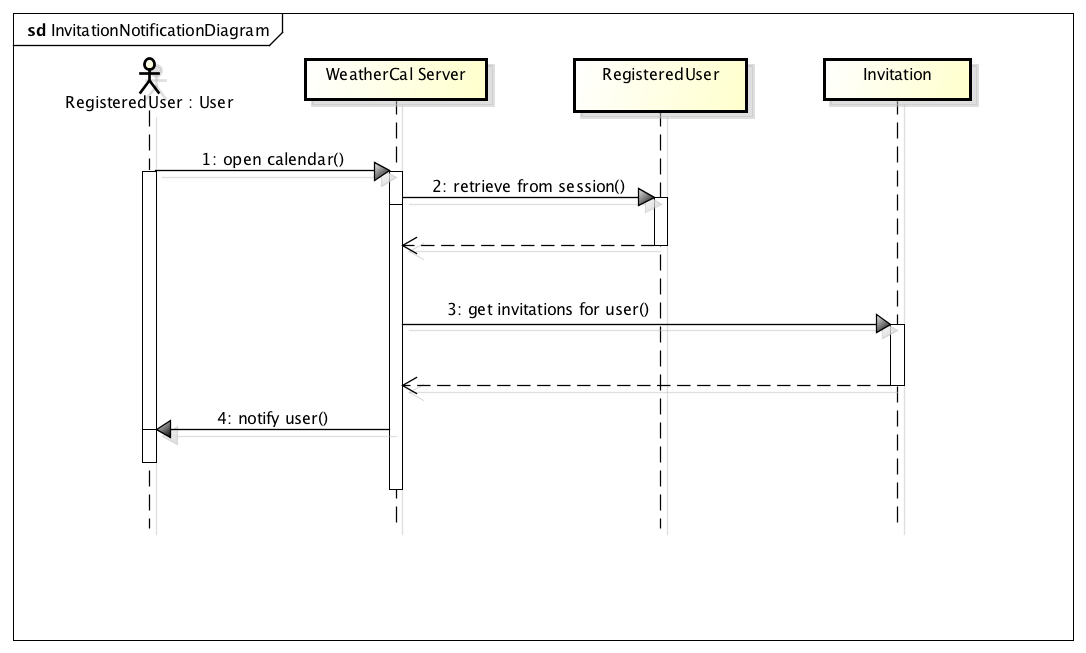 sd InvitationNotificationDiagram
RegisteredUser : User
WeatherCal Server
RegisteredUser
Invitation
1: open calendar()
2: retrieve from session()
3: get invitations for user()
4: notify user()